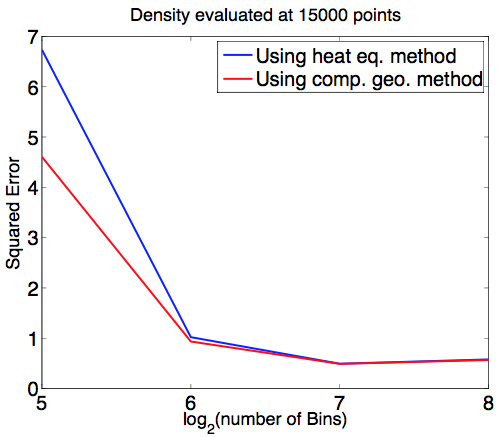 Density evaluated at 15000 points
Using heat eq. method
Using comp. geo. method
Squared Error
7
6
5
4
3
2
1
0
5 6 7 8
log2(number of Bins)